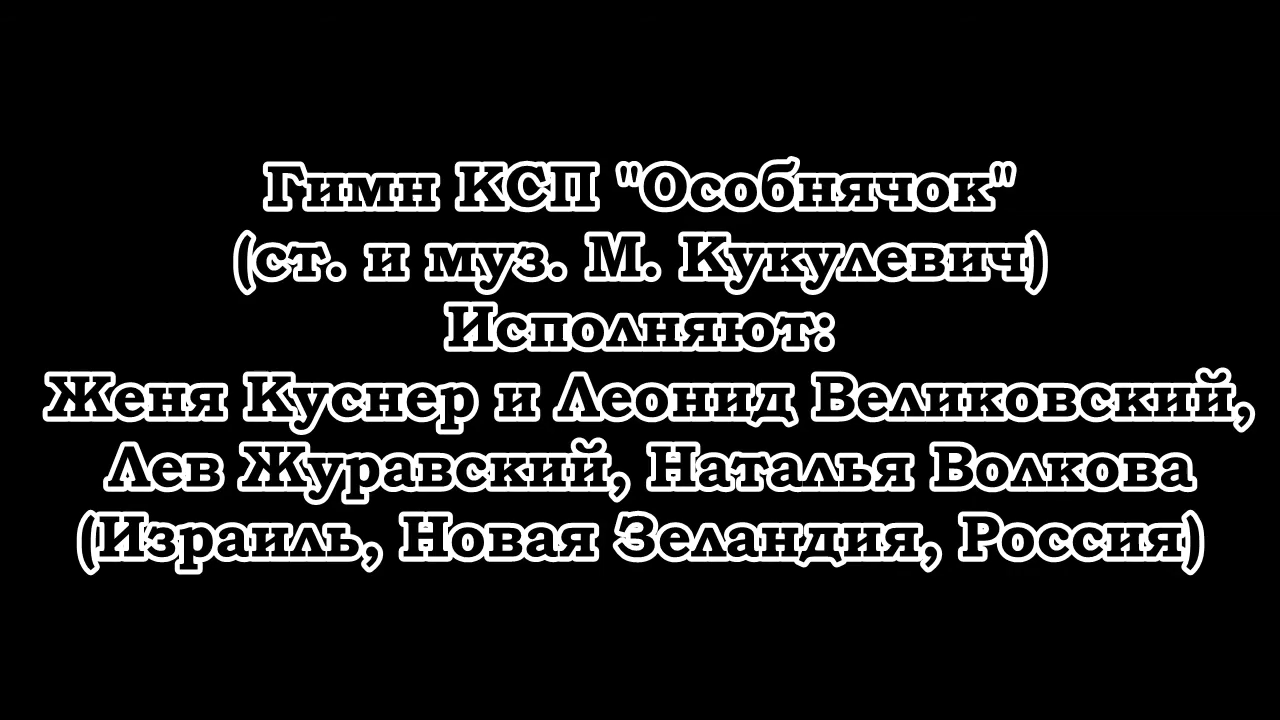 Гимн КСП "Особнячок"
(ст. и муз. М. Кукулевич)
Исполняют:
Женя Куснер и Леонид Великовский,
Лев Журавский, Наталья Волкова
(Израиль, Новая Зеландия, Россия)